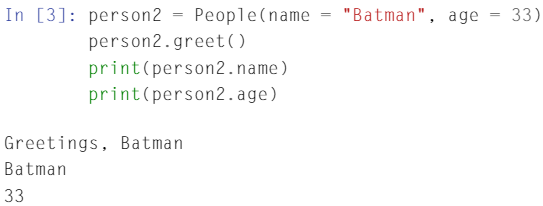 In [3]: person2 = People(name = "Batman", age = 33)
person2.greet()
print(person2.name)
print(person2.age)
Greetings, Batman
Batman
33